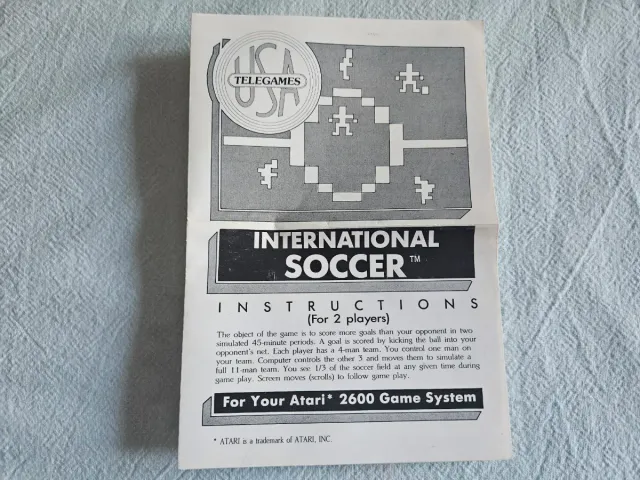 USA
TELEGAMES
INTERNATIONAL
SOCCER™
INSTRUCTIONS
(For 2 players)
The object of the game is to score more goals than your opponent in two
simulated 45-minute periods. A goal is scored by kicking the ball into your
opponent's net. Each player has a 4-man team. You control one man on
your team. Computer controls the other 3 and moves them to simulate a
full 11-man team. You see 1/3 of the soccer field at any given time during
game play. Screen moves (scrolls) to follow game play.
For Your Atari* 2600 Game System
* ATARI is a trademark of ATARI, INC.